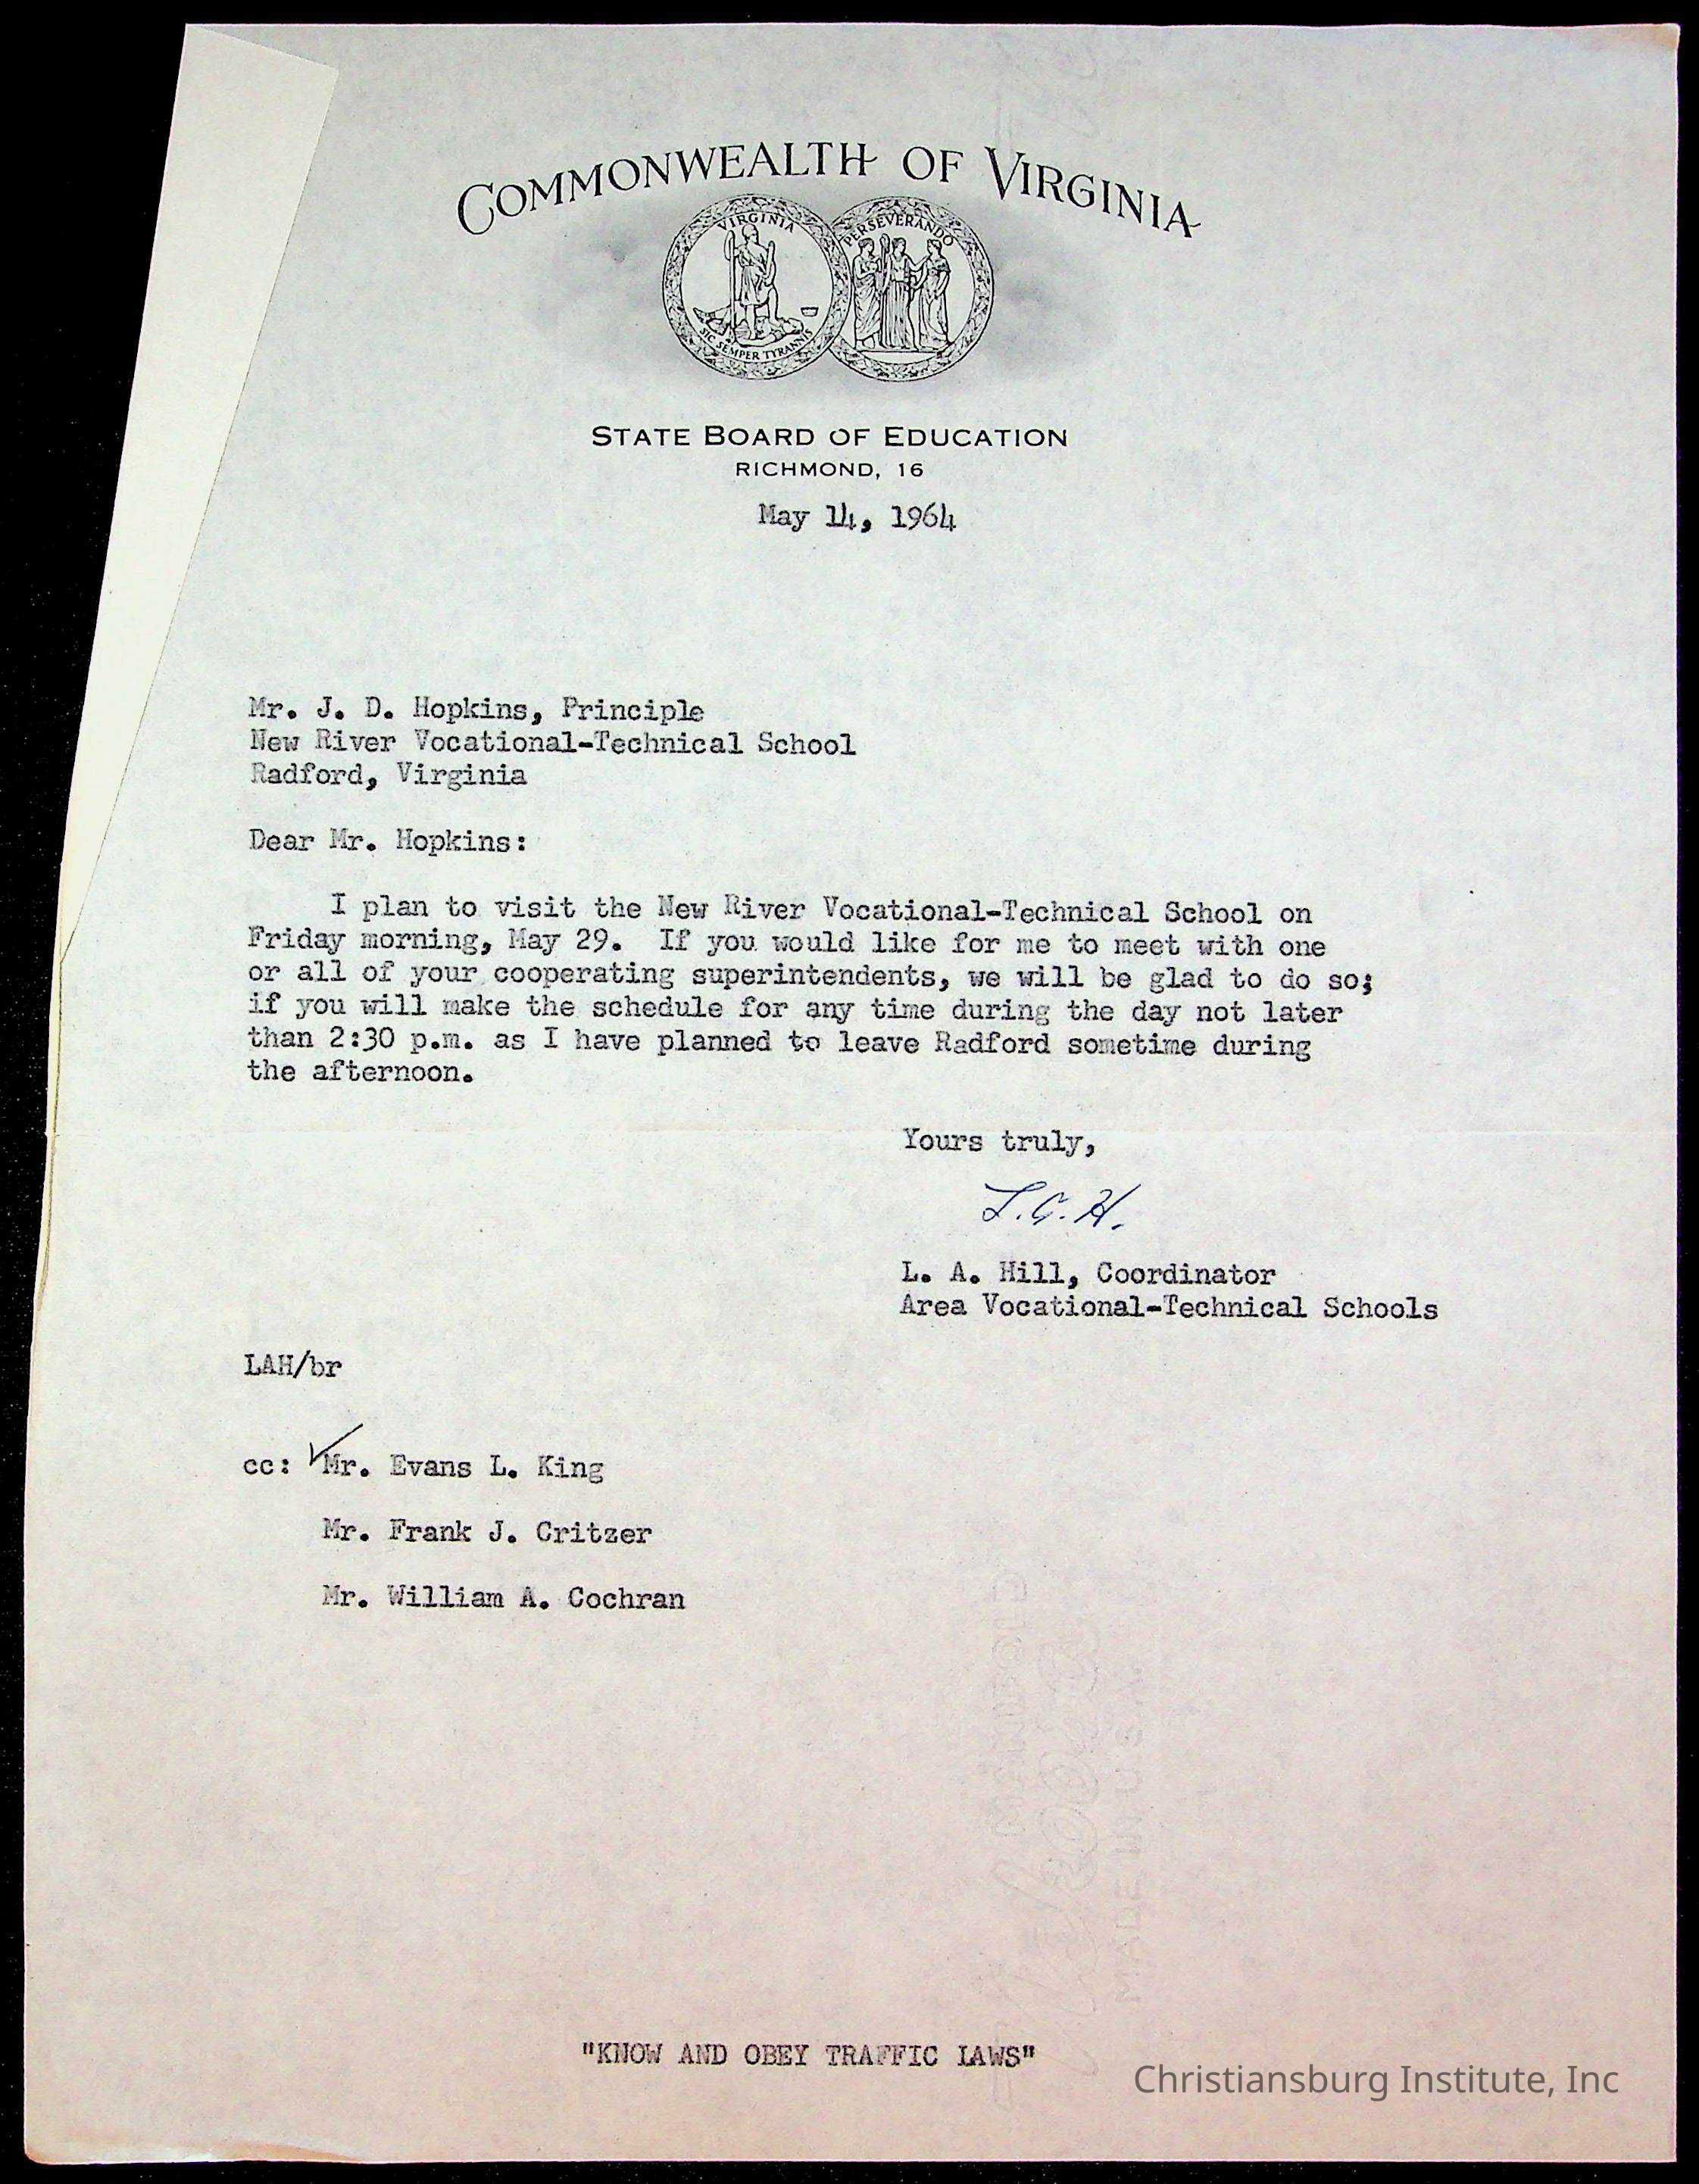 COMMONWEALTH OF VIRGINIA
VIRGINIA
SIC SEMPER TYRANNIS
PERSEVERANDO
STATE BOARD OF EDUCATION
RICHMOND, 16
May 14, 1964
Mr. J. D. Hopkins, Principle
New River Vocational-Technical School
Radford, Virginia
Dear Mr. Hopkins:
I plan to visit the New River Vocational-Technical School on
Friday morning, May 29. If you would like for me to meet with one
or all of your cooperating superintendents, we will be glad to do so;
if you will make the schedule for any time during the day not later
than 2:30 p.m. as I have planned to leave Radford sometime during
the afternoon.
Yours truly,
L.A.H.
L. A. Hill, Coordinator
Area Vocational-Technical Schools
LAH/br
cc: Mr. Evans L. King
Mr. Frank J. Critzer
Mr. William A. Cochran
"KNOW AND OBEY TRAFFIC LAWS"
Christiansburg Institute, Inc